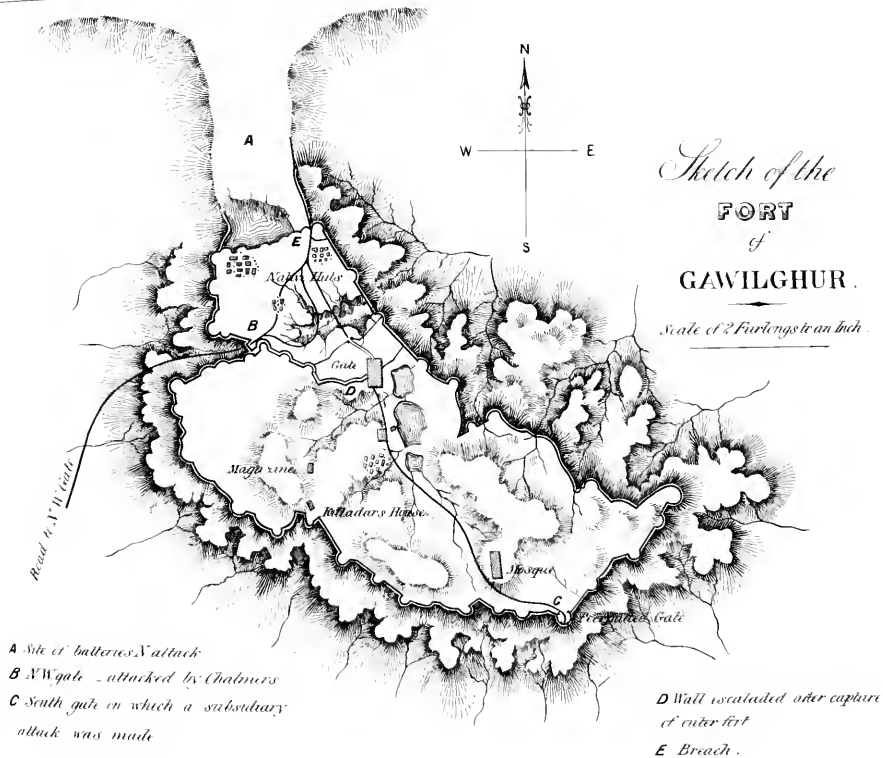 N
W E
S
A
Sketch of the
FORT
of
GAWILGHUR.
Scale of 2 Furlongs to an Inch.
E
Huts
B
Gate
D
Magazine
Killadars House
Road to N W Gate
Mosque
C
Gate
A Site of batteries N attack
B N W gate - attacked by Chalmers
C South gate on which a subsidiary
attack was made
D Wall escaladed after capture
of outer fort
E Breach.